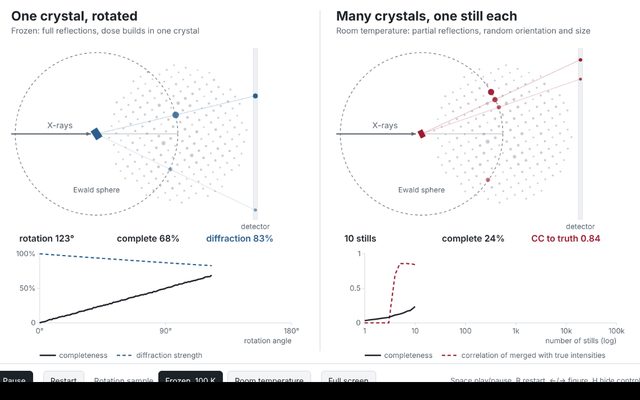 One crystal, rotated
Frozen: full reflections, dose builds in one crystal
X-rays
Ewald sphere
detector
rotation 123° complete 68% diffraction 83%
100%
50%
0
0° 90° 180°
rotation angle
completeness diffraction strength
Many crystals, one still each
Room temperature: partial reflections, random orientation and size
X-rays
Ewald sphere
detector
10 stills complete 24% CC to truth 0.84
1
0.5
0
1 10 100 1k 10k 100k
number of stills (log)
completeness correlation of merged with true intensities
Pause Restart Rotation sample Frozen, 100 K Room temperature Full screen
Space play/pause, R restart, ←/→ figure, H hide